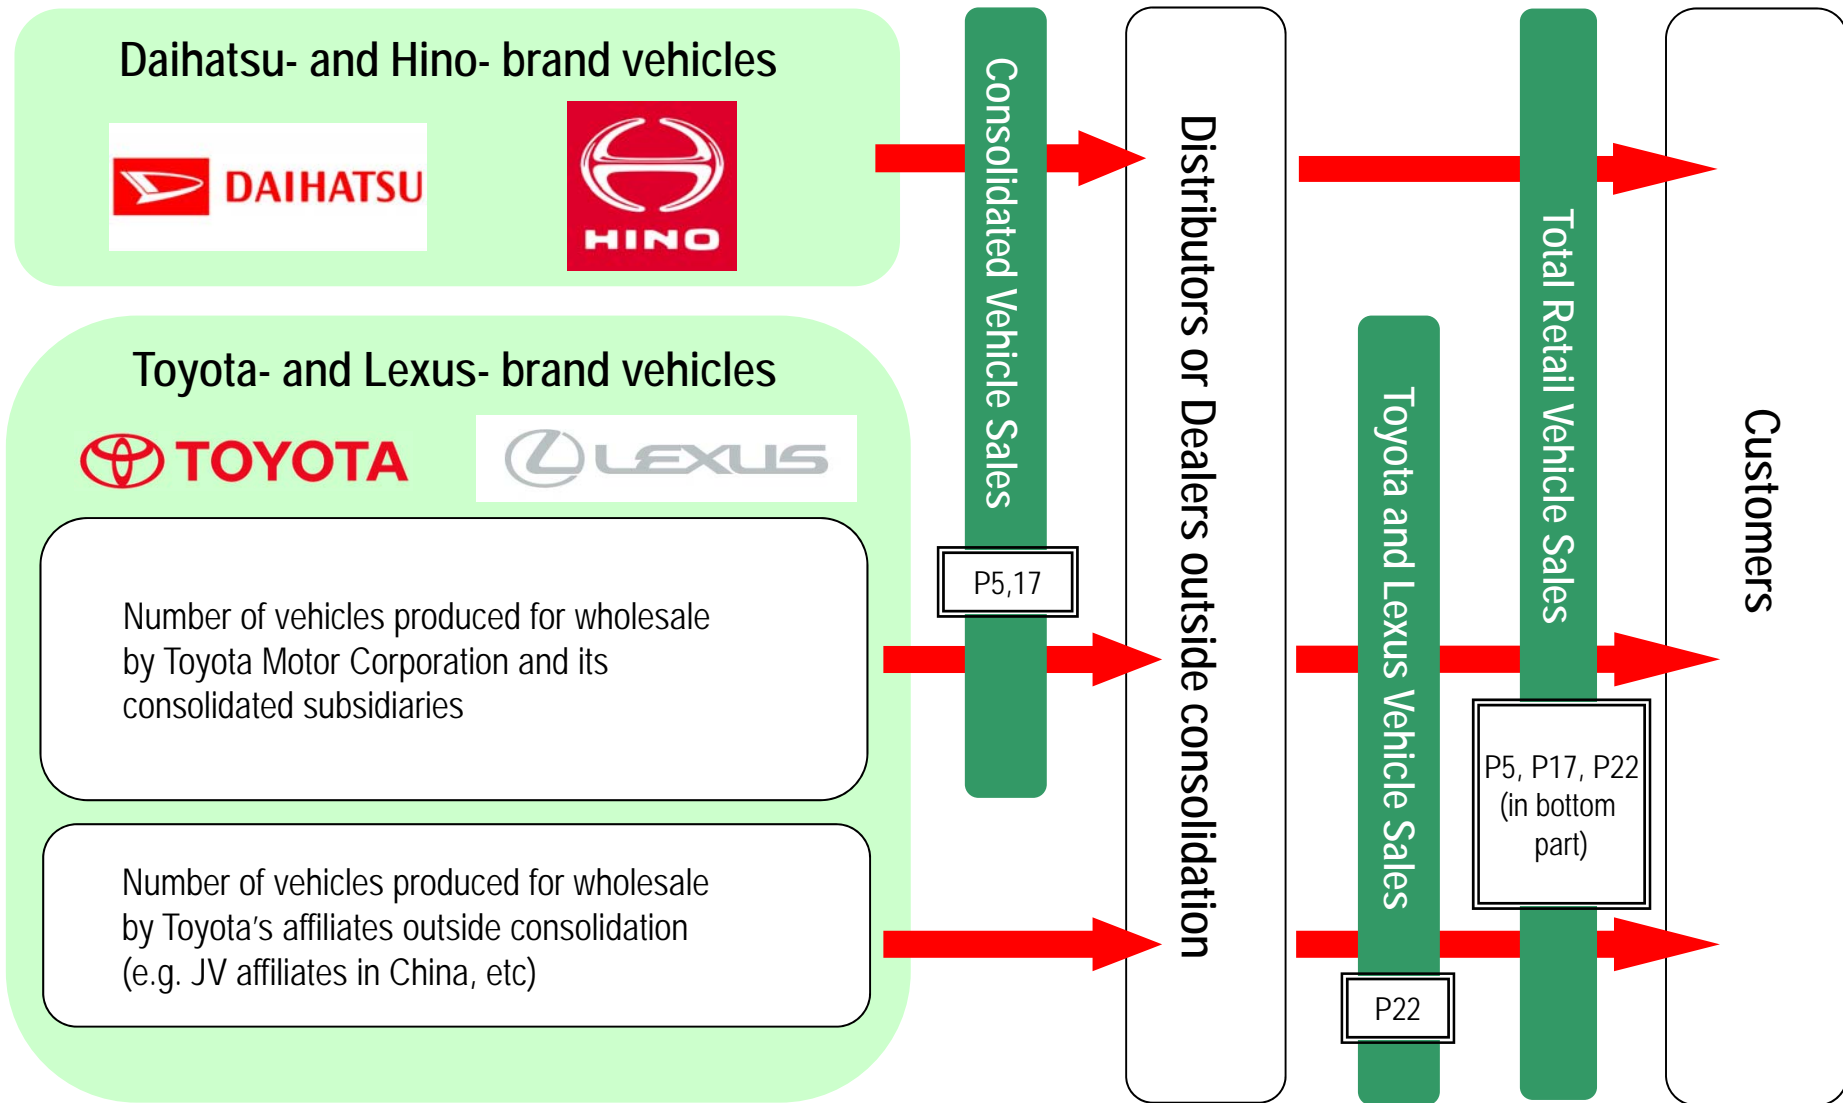 Daihatsu- and Hino- brand vehicles
DAIHATSU
HINO
Toyota- and Lexus- brand vehicles
TOYOTA
LEXUS
Number of vehicles produced for wholesale
by Toyota Motor Corporation and its
consolidated subsidiaries
Number of vehicles produced for wholesale
by Toyota's affiliates outside consolidation
(e.g. JV affiliates in China, etc)
Consolidated Vehicle Sales
P5,17
Distributors or Dealers outside consolidation
Toyota and Lexus Vehicle Sales
P22
Total Retail Vehicle Sales
P5, P17, P22
(in bottom
part)
Customers